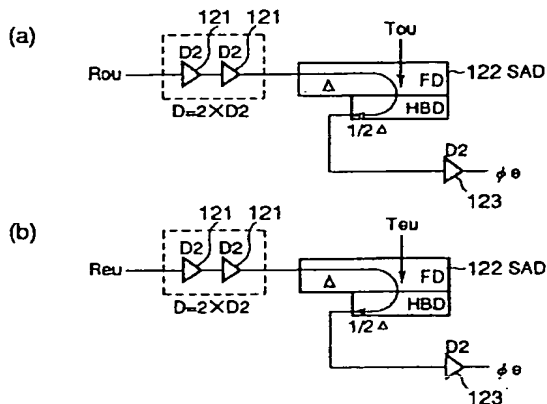 (a)
121 121
D2 D2
Rou
D=2×D2
Tou
Δ
FD
122 SAD
HBD
1/2 Δ
D2
φe
123
(b)
121 121
D2 D2
Reu
D=2×D2
Teu
Δ
FD
122 SAD
HBD
1/2 Δ
D2
φe
123